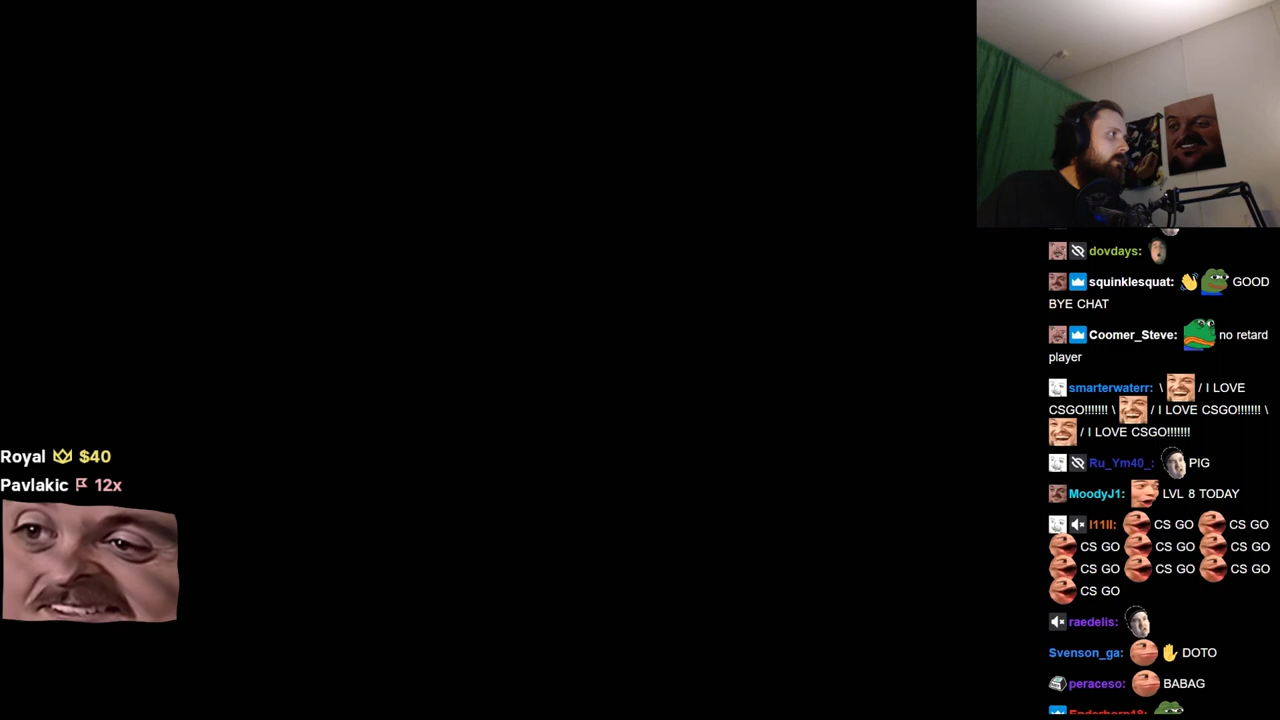 dovdays:
squinklesquat: GOOD
BYE CHAT
Coomer_Steve: no retard
player
smarterwaterr: \ / I LOVE
CSGO!!!!!!! \ / I LOVE CSGO!!!!!!! \
/ I LOVE CSGO!!!!!!!
Ru_Ym40_: PIG
MoodyJ1: LVL 8 TODAY
Royal $40
Pavlakic 12x
l11ll: CS GO CS GO
CS GO CS GO CS GO
CS GO CS GO CS GO
CS GO
raedelis:
Svenson_ga: DOTO
peraceso: BABAG